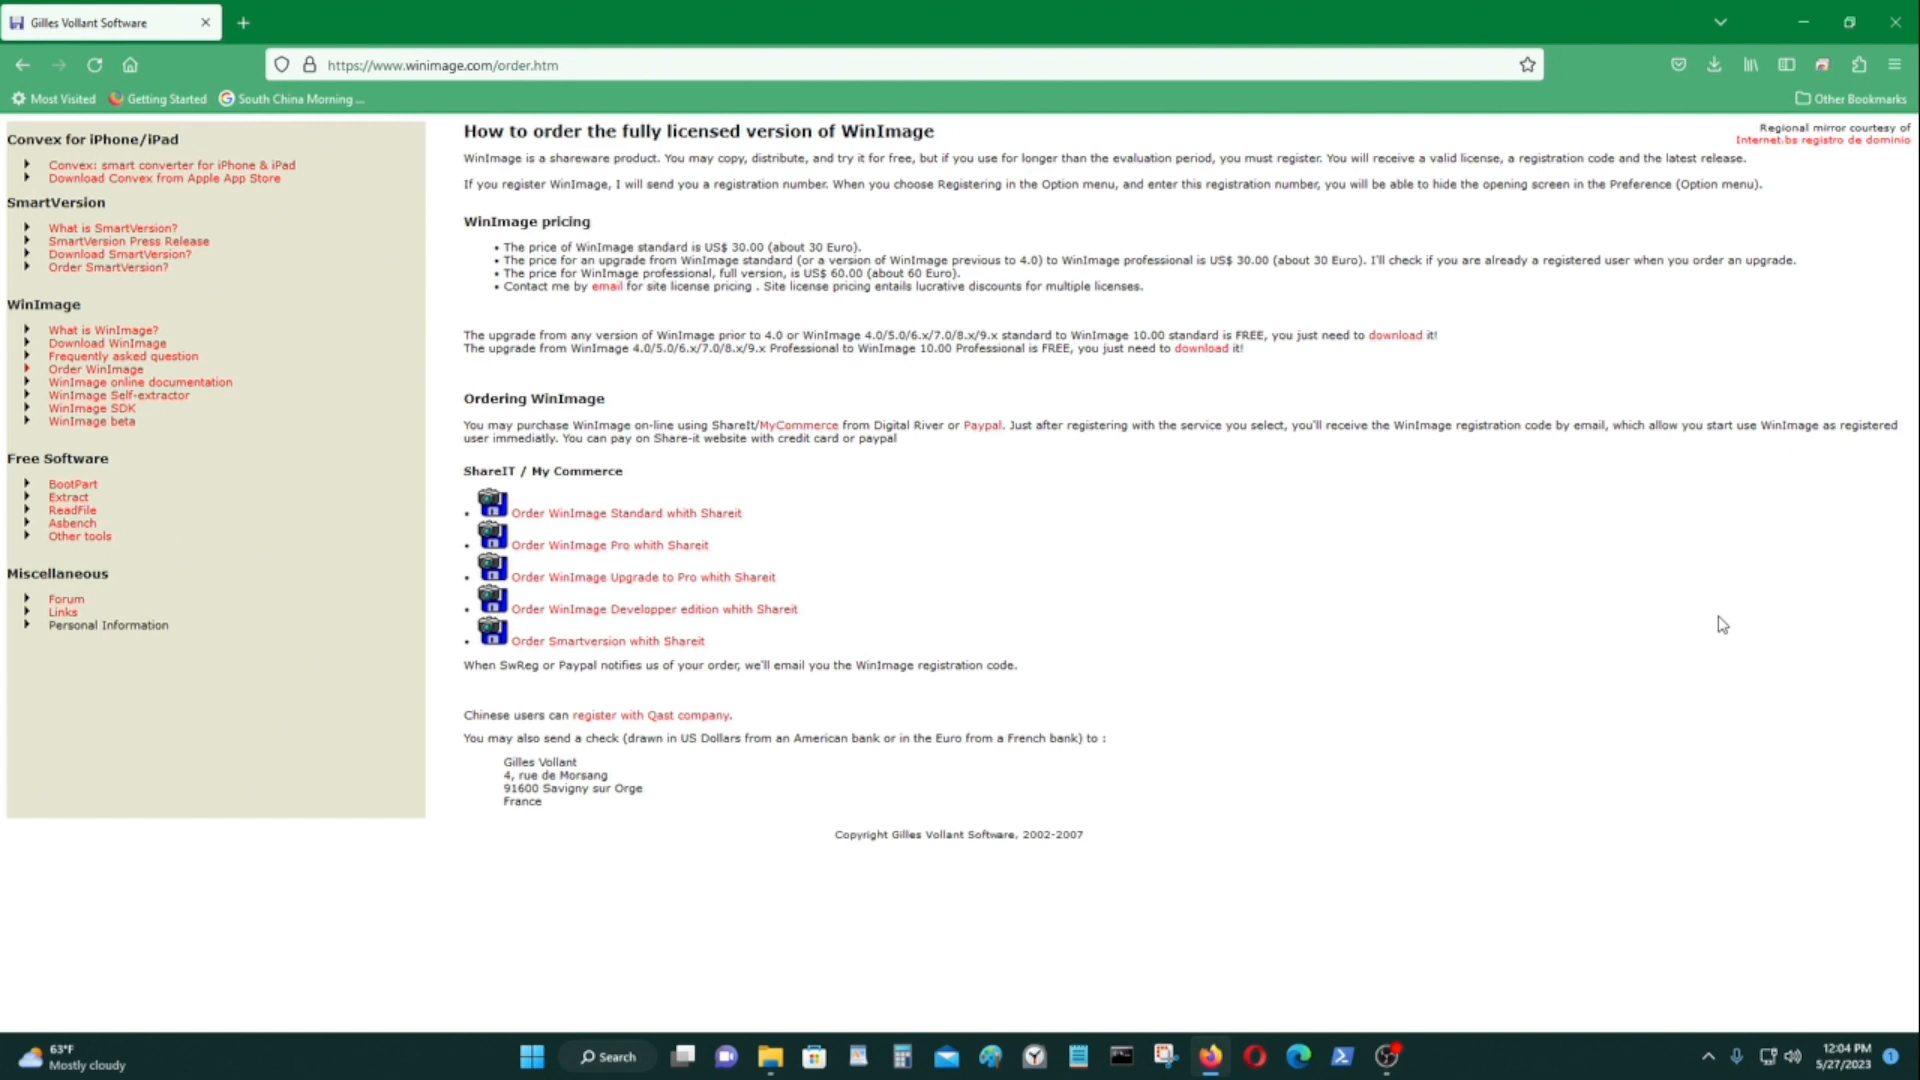 Gilles Vollant Software
https://www.winimage.com/order.htm
Most Visited
Getting Started
South China Morning ...
Other Bookmarks
Convex for iPhone/iPad
Convex: smart converter for iPhone & iPad
Download Convex from Apple App Store
SmartVersion
What is SmartVersion?
SmartVersion Press Release
Download SmartVersion?
Order SmartVersion?
WinImage
What is WinImage?
Download WinImage
Frequently asked question
Order WinImage
WinImage online documentation
WinImage Self-extractor
WinImage SDK
WinImage beta
Free Software
BootPart
Extract
ReadFile
Asbench
Other tools
Miscellaneous
Forum
Links
Personal Information
How to order the fully licensed version of WinImage
Regional mirror courtesy of
Internet.bs registro de dominio
WinImage is a shareware product. You may copy, distribute, and try it for free, but if you use for longer than the evaluation period, you must register. You will receive a valid license, a registration code and the latest release.
If you register WinImage, I will send you a registration number. When you choose Registering in the Option menu, and enter this registration number, you will be able to hide the opening screen in the Preference (Option menu).
WinImage pricing
• The price of WinImage standard is US$ 30.00 (about 30 Euro).
• The price for an upgrade from WinImage standard (or a version of WinImage previous to 4.0) to WinImage professional is US$ 30.00 (about 30 Euro). I'll check if you are already a registered user when you order an upgrade.
• The price for WinImage professional, full version, is US$ 60.00 (about 60 Euro).
• Contact me by email for site license pricing . Site license pricing entails lucrative discounts for multiple licenses.
The upgrade from any version of WinImage prior to 4.0 or WinImage 4.0/5.0/6.x/7.0/8.x/9.x standard to WinImage 10.00 standard is FREE, you just need to download it!
The upgrade from WinImage 4.0/5.0/6.x/7.0/8.x/9.x Professional to WinImage 10.00 Professional is FREE, you just need to download it!
Ordering WinImage
You may purchase WinImage on-line using ShareIt/MyCommerce from Digital River or Paypal. Just after registering with the service you select, you'll receive the WinImage registration code by email, which allow you start use WinImage as registered
user immediatly. You can pay on Share-it website with credit card or paypal
ShareIT / My Commerce
• Order WinImage Standard whith Shareit
• Order WinImage Pro whith Shareit
• Order WinImage Upgrade to Pro whith Shareit
• Order WinImage Developper edition whith Shareit
• Order Smartversion whith Shareit
When SwReg or Paypal notifies us of your order, we'll email you the WinImage registration code.
Chinese users can register with Qast company.
You may also send a check (drawn in US Dollars from an American bank or in the Euro from a French bank) to :
Gilles Vollant
4, rue de Morsang
91600 Savigny sur Orge
France
Copyright Gilles Vollant Software, 2002-2007
63°F
Mostly cloudy
Search
12:04 PM
5/27/2023
1